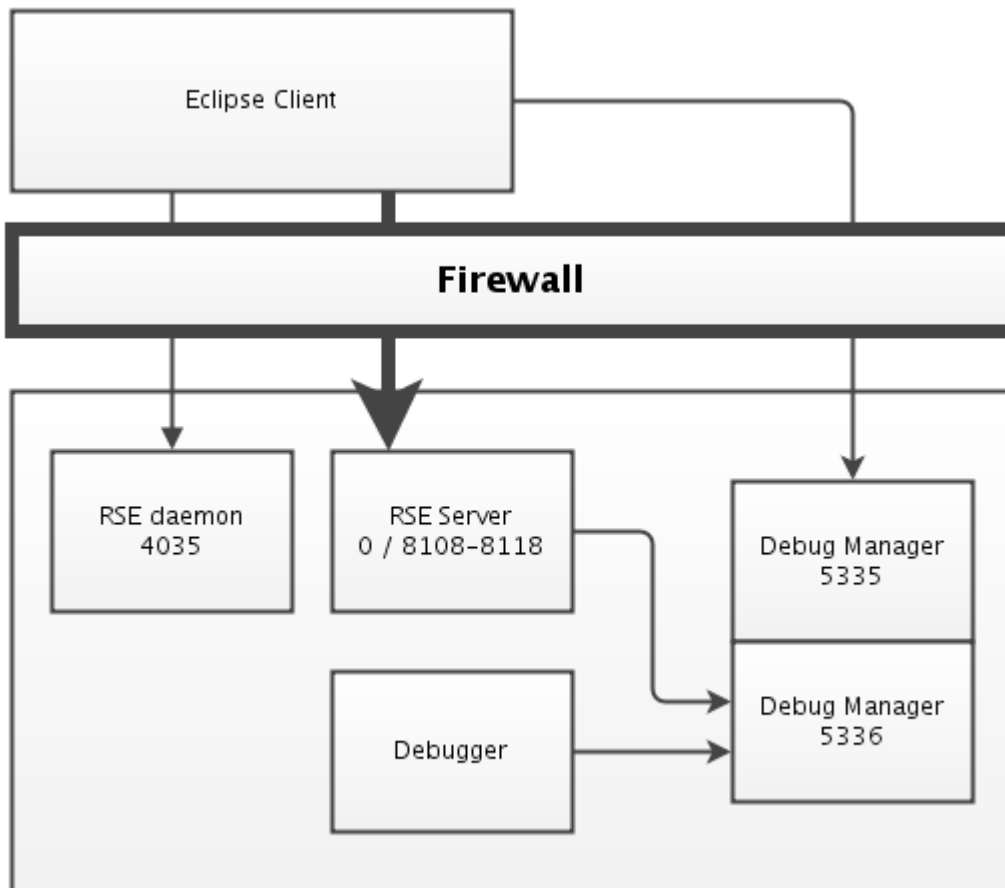 Eclipse Client
Firewall
RSE daemon
4035
RSE Server
0 / 8108-8118
Debug Manager
5335
Debug Manager
5336
Debugger